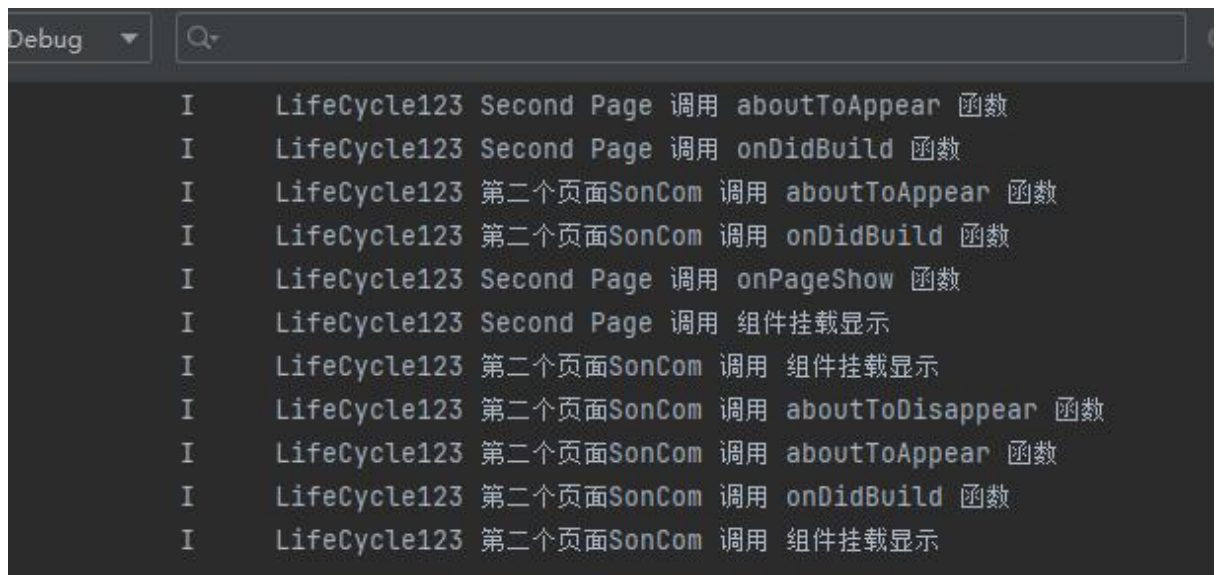 Debug
I LifeCycle123 Second Page 调用 aboutToAppear 函数
I LifeCycle123 Second Page 调用 onDidBuild 函数
I LifeCycle123 第二个页面SonCom 调用 aboutToAppear 函数
I LifeCycle123 第二个页面SonCom 调用 onDidBuild 函数
I LifeCycle123 Second Page 调用 onPageShow 函数
I LifeCycle123 Second Page 调用 组件挂载显示
I LifeCycle123 第二个页面SonCom 调用 组件挂载显示
I LifeCycle123 第二个页面SonCom 调用 aboutToDisappear 函数
I LifeCycle123 第二个页面SonCom 调用 aboutToAppear 函数
I LifeCycle123 第二个页面SonCom 调用 onDidBuild 函数
I LifeCycle123 第二个页面SonCom 调用 组件挂载显示